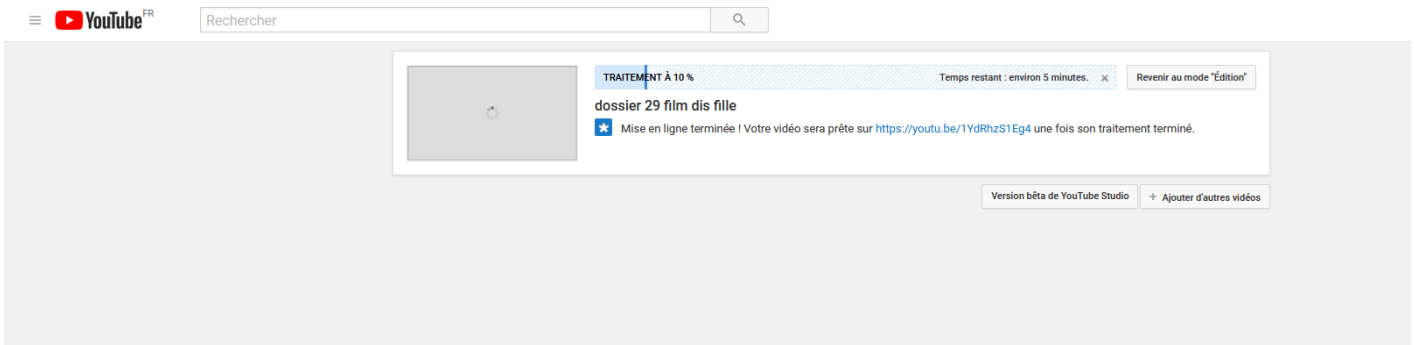 YouTube FR
Rechercher
TRAITEMENT À 10 % Temps restant : environ 5 minutes. × Revenir au mode "Édition"
dossier 29 film dis fille
Mise en ligne terminée ! Votre vidéo sera prête sur https://youtu.be/1YdRhzS1Eg4 une fois son traitement terminé.
Version bêta de YouTube Studio + Ajouter d'autres vidéos